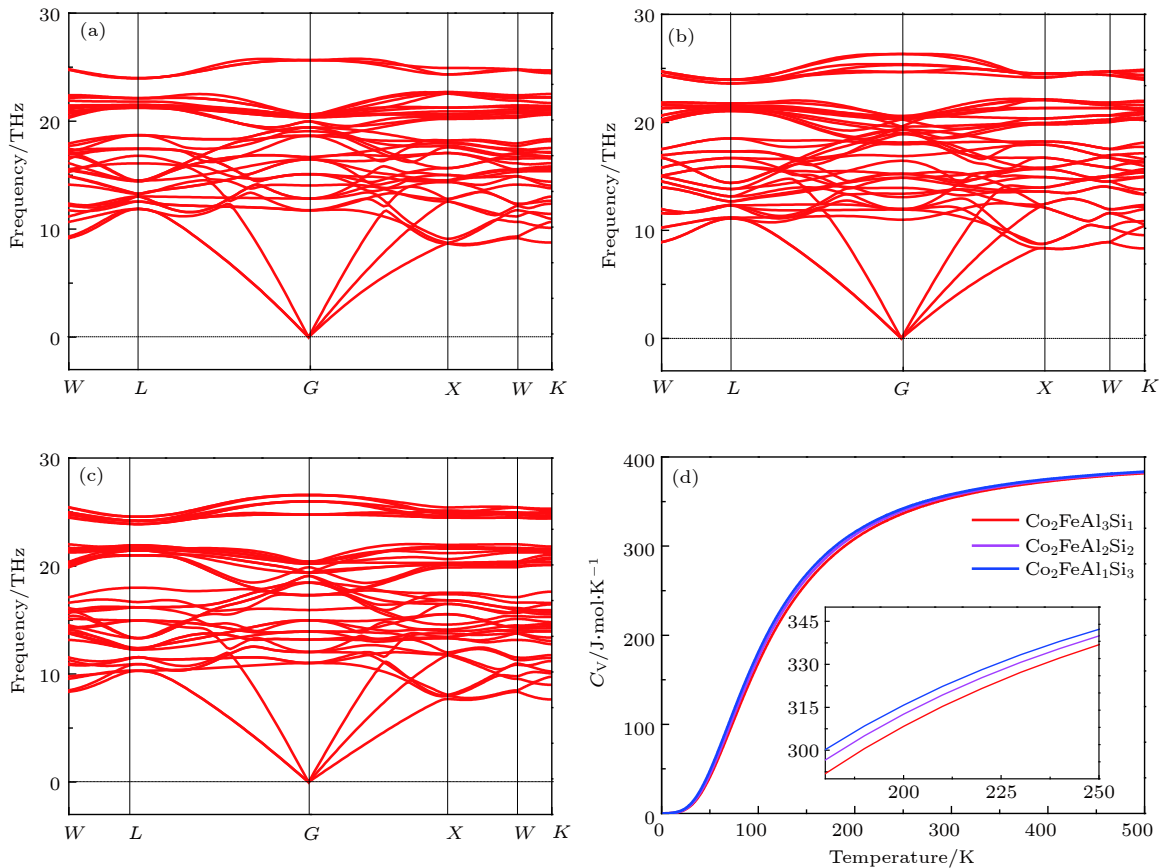 30
(a)
20
10
0
Frequency/THz
W L G X W K
30
(b)
20
10
0
Frequency/THz
W L G X W K
30
(c)
20
10
0
Frequency/THz
W L G X W K
400
(d)
300
200
100
0
Cv/J·mol·K⁻¹
Co₂FeAl₃Si₁
Co₂FeAl₂Si₂
Co₂FeAl₁Si₃
345
330
315
300
200 225 250
0 100 200 300 400 500
Temperature/K